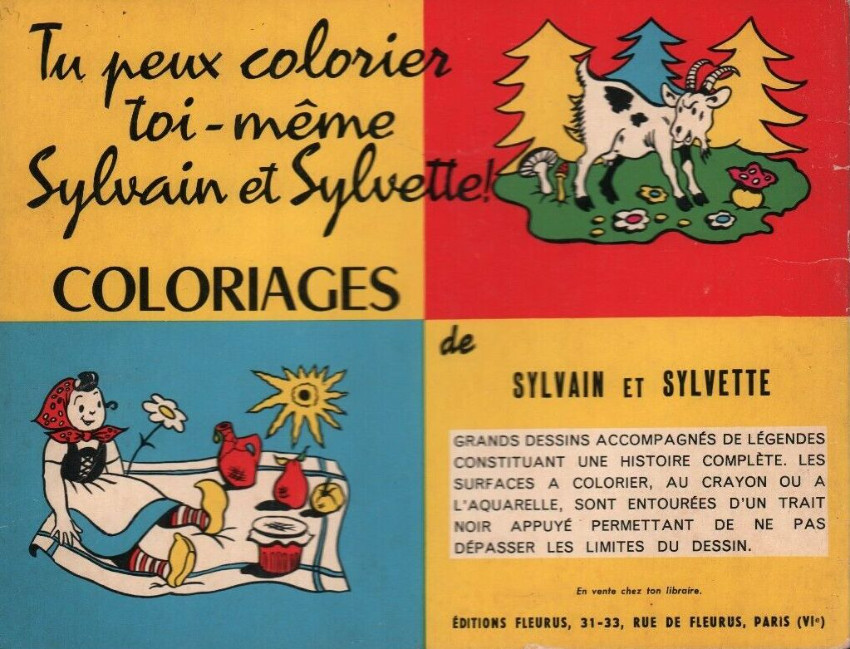 Tu peux colorier
toi-même
Sylvain et Sylvette!
COLORIAGES
de
SYLVAIN ET SYLVETTE
GRANDS DESSINS ACCOMPAGNÉS DE LÉGENDES
CONSTITUANT UNE HISTOIRE COMPLÈTE. LES
SURFACES A COLORIER, AU CRAYON OU A
L'AQUARELLE, SONT ENTOURÉES D'UN TRAIT
NOIR APPUYÉ PERMETTANT DE NE PAS
DÉPASSER LES LIMITES DU DESSIN.
En vente chez ton libraire.
ÉDITIONS FLEURUS, 31-33, RUE DE FLEURUS, PARIS (VIe)